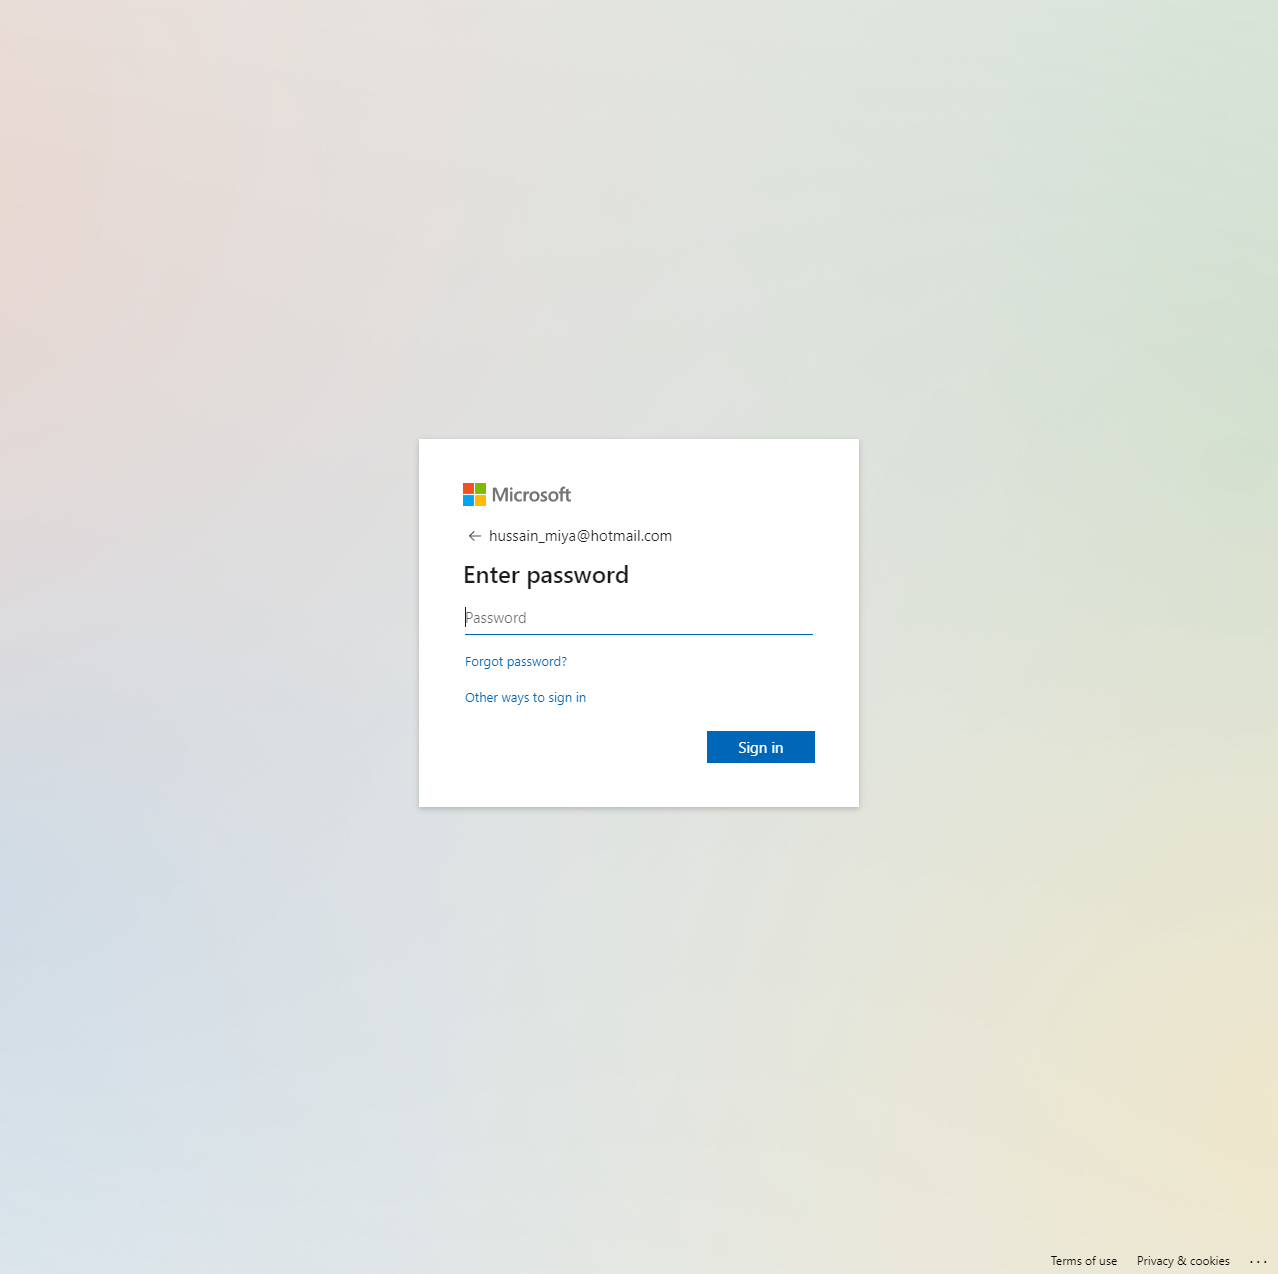 Microsoft
hussain_miya@hotmail.com
Enter password
Password
Forgot password?
Other ways to sign in
Sign in
Terms of use Privacy & cookies ...